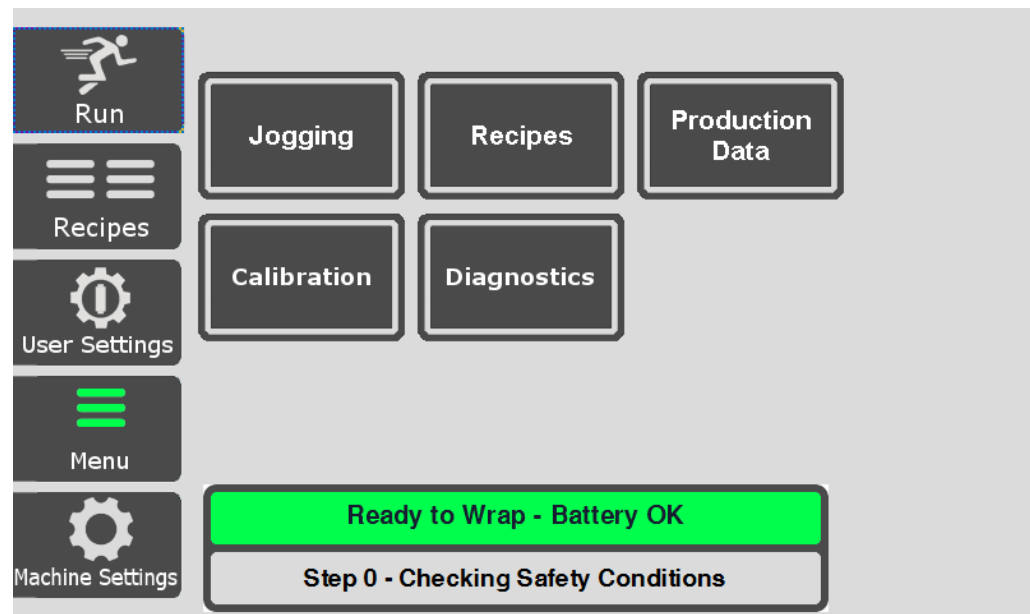 Run
Recipes
User Settings
Menu
Machine Settings
Jogging
Recipes
Production
Data
Calibration
Diagnostics
Ready to Wrap - Battery OK
Step 0 - Checking Safety Conditions